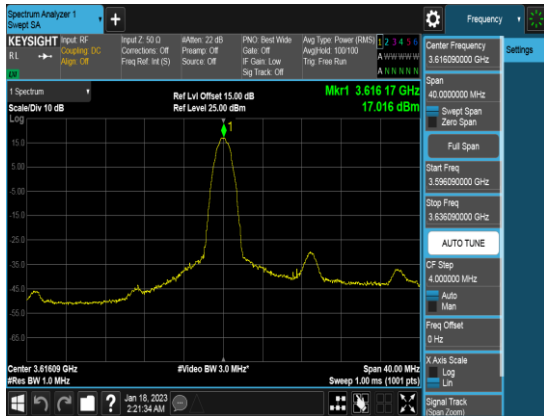 Spectrum Analyzer 1
Swept SA
+
Frequency
KEYSIGHT
RL
Input: RF
Coupling: DC
Align: Off
Input Z: 50 Ω
Corrections: Off
Freq Ref: Int (S)
#Atten: 22 dB
Preamp: Off
Source: Off
PNO: Best Wide
Gate: Off
IF Gain: Low
Sig Track: Off
Avg Type: Power (RMS)
Avg|Hold: 100/100
Trig: Free Run
1 2 3 4 5 6
A W W W W W
A N N N N N
1 Spectrum
Scale/Div 10 dB
Log
Ref Lvl Offset 15.00 dB
Ref Level 25.00 dBm
Mkr1 3.616 17 GHz
17.016 dBm
1
15.0
5.00
-5.00
-15.0
-25.0
-35.0
-45.0
-55.0
-65.0
Center 3.61609 GHz
#Res BW 1.0 MHz
#Video BW 3.0 MHz*
Span 40.00 MHz
Sweep 1.00 ms (1001 pts)
Jan 18, 2023
2:21:34 AM
?
Center Frequency
3.616090000 GHz
Settings
Span
40.0000000 MHz
Swept Span
Zero Span
Full Span
Start Freq
3.596090000 GHz
Stop Freq
3.636090000 GHz
AUTO TUNE
CF Step
4.000000 MHz
Auto
Man
Freq Offset
0 Hz
X Axis Scale
Log
Lin
Signal Track
(Span Zoom)